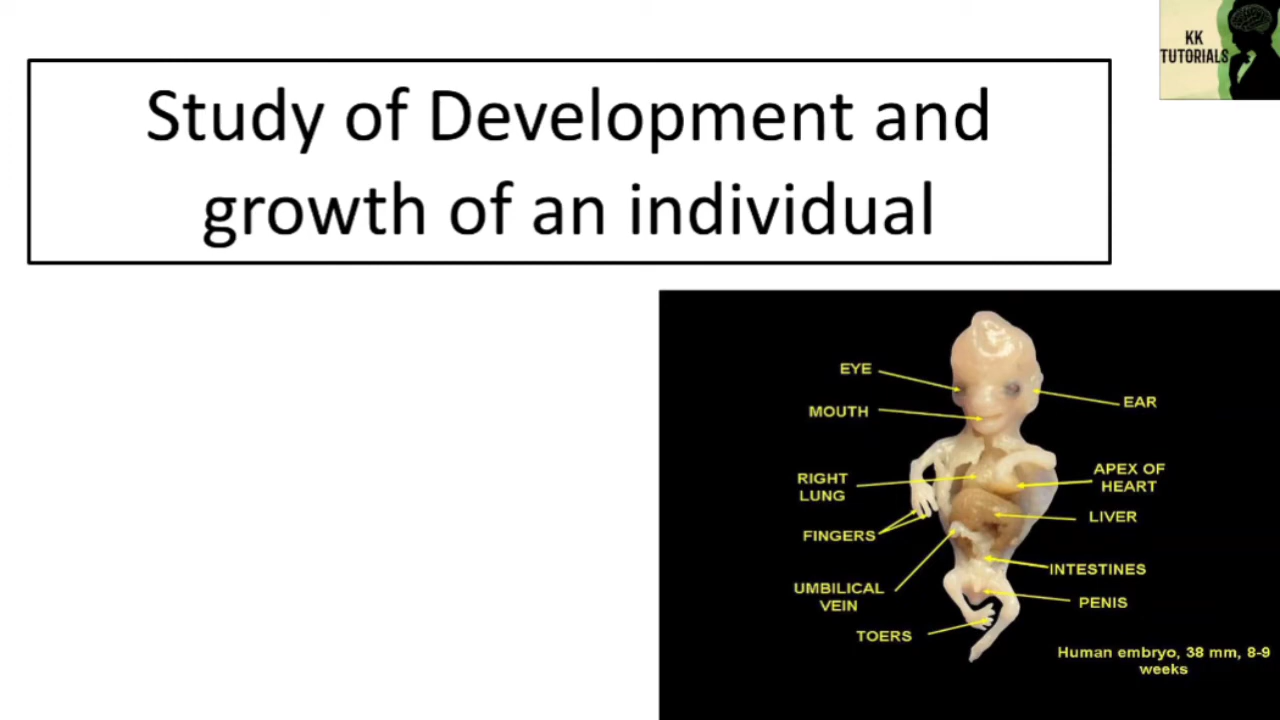 KK
TUTORIALS
Study of Development and
growth of an individual
EYE
EAR
MOUTH
RIGHT
LUNG
APEX OF
HEART
LIVER
FINGERS
INTESTINES
UMBILICAL
VEIN
PENIS
TOERS
Human embryo, 38 mm, 8-9
weeks